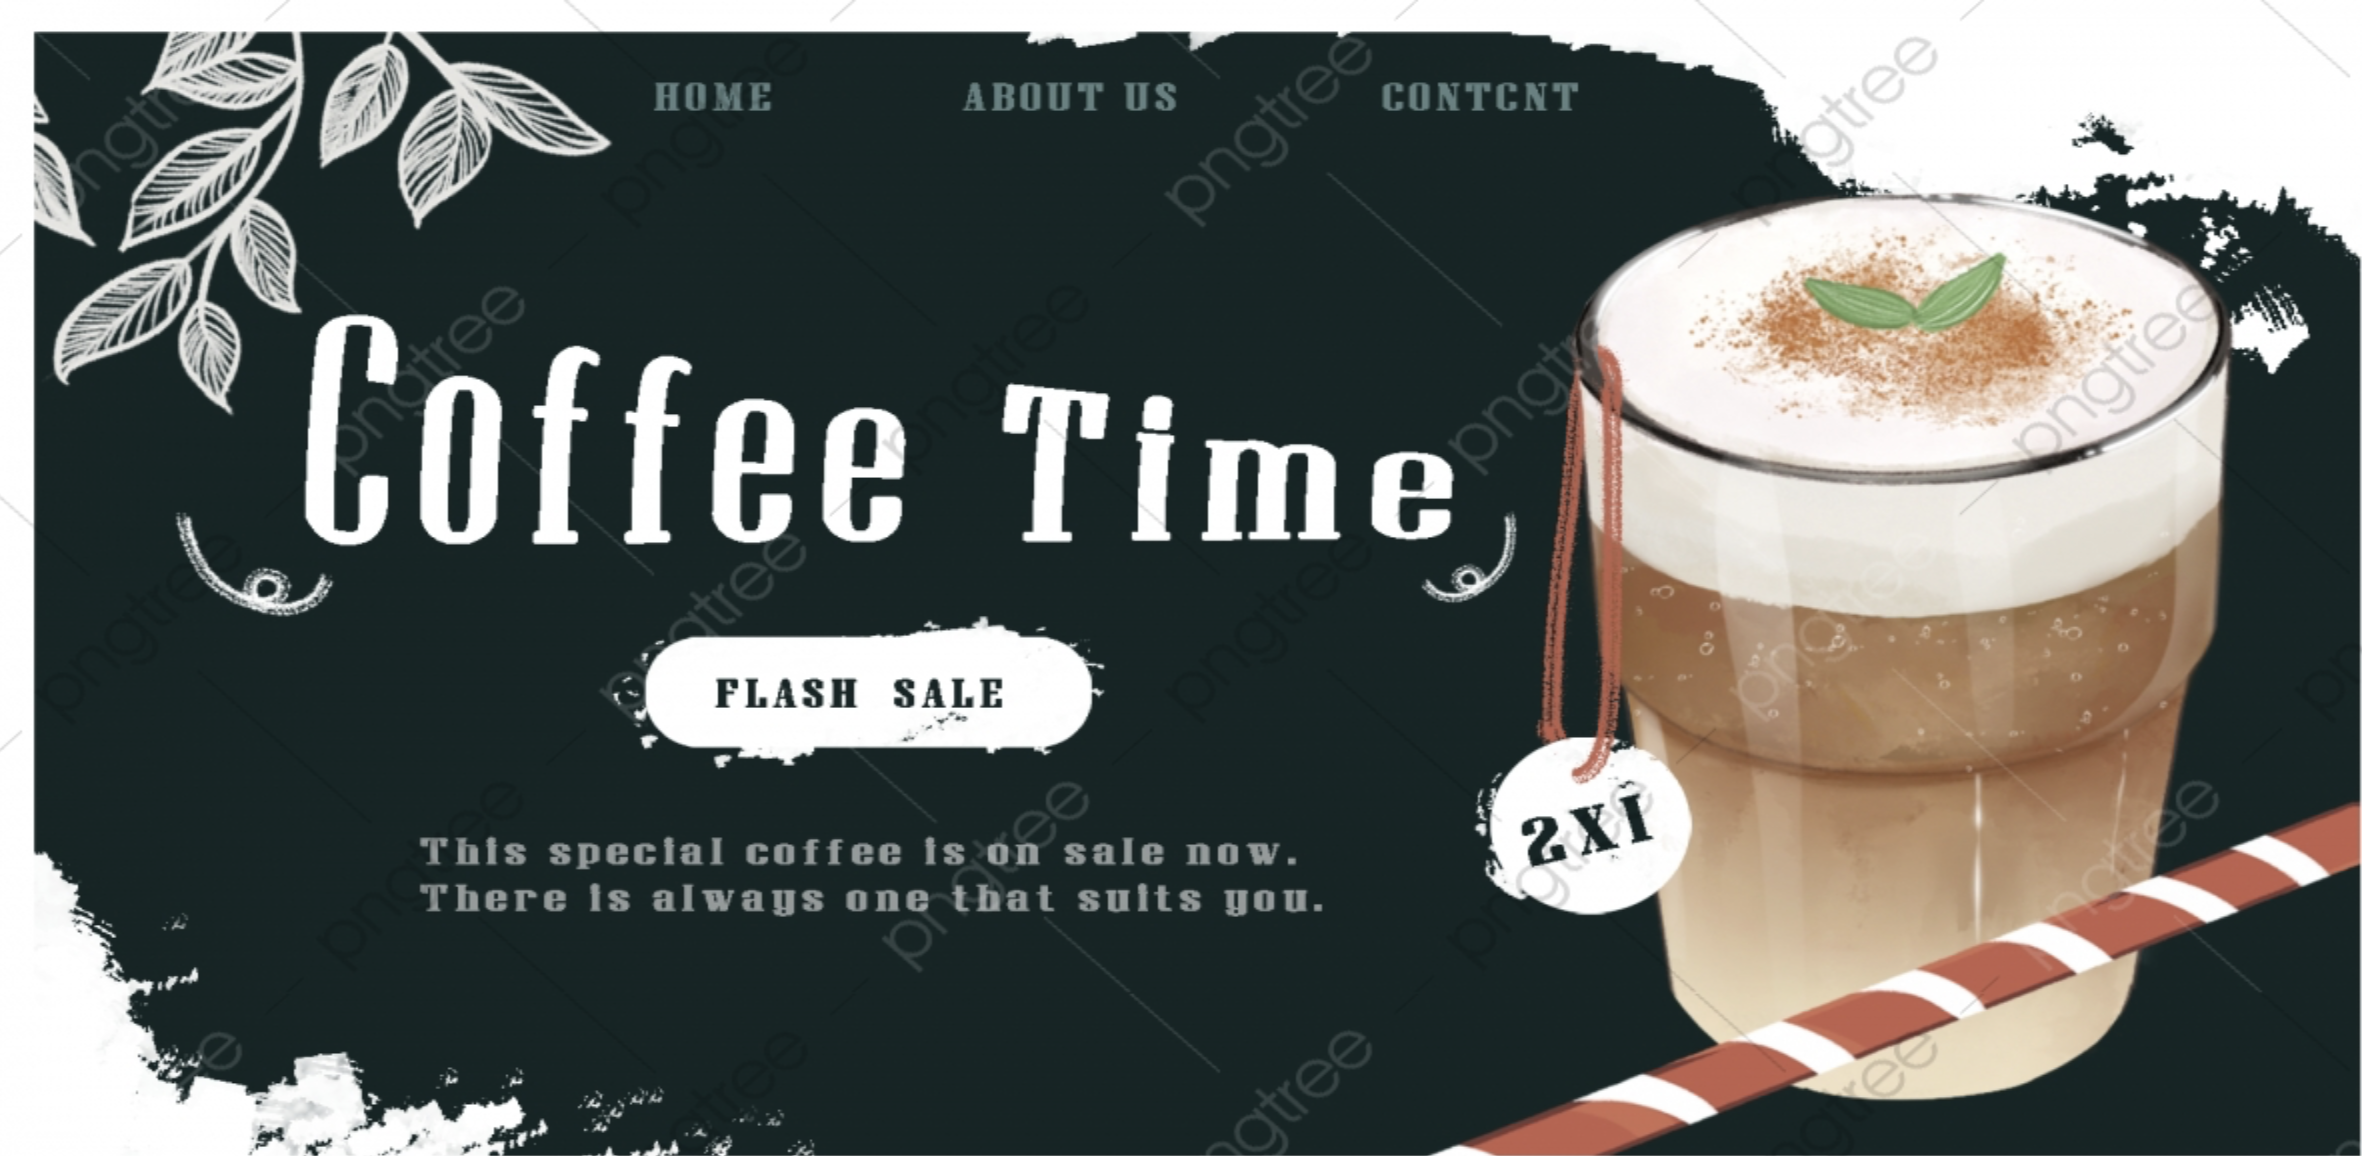 HOME ABOUT US CONTCNT
Coffee Time
FLASH SALE
2X1
This special coffee is on sale now.
There is always one that suits you.
pngtree